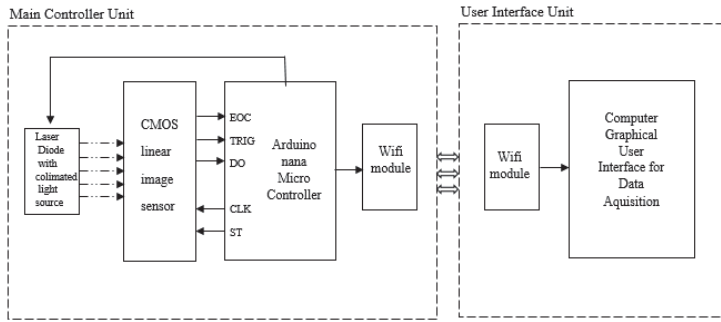 Main Controller Unit
User Interface Unit
Laser
Diode
with
colimated
light
source
CMOS
linear
image
sensor
EOC
TRIG
DO
CLK
ST
Arduino
nana
Micro
Controller
Wifi
module
Wifi
module
Computer
Graphical
User
Interface for
Data
Aquisition